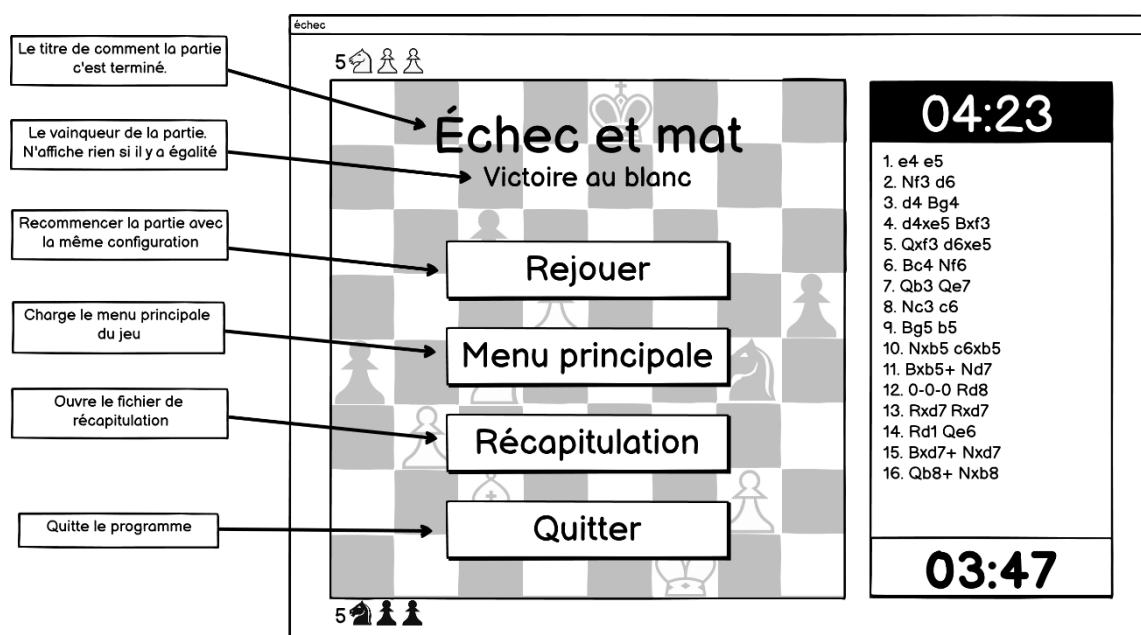 échec
Le titre de comment la partie
c'est terminé.
Le vainqueur de la partie.
N'affiche rien si il y a égalité
Recommencer la partie avec
la même configuration
Charge le menu principale
du jeu
Ouvre le fichier de
récapitulation
Quitte le programme
5
Échec et mat
Victoire au blanc
Rejouer
Menu principale
Récapitulation
Quitter
5
04:23
1. e4 e5
2. Nf3 d6
3. d4 Bg4
4. d4xe5 Bxf3
5. Qxf3 d6xe5
6. Bc4 Nf6
7. Qb3 Qe7
8. Nc3 c6
9. Bg5 b5
10. Nxb5 c6xb5
11. Bxb5+ Nd7
12. 0-0-0 Rd8
13. Rxd7 Rxd7
14. Rd1 Qe6
15. Bxd7+ Nxd7
16. Qb8+ Nxb8
03:47